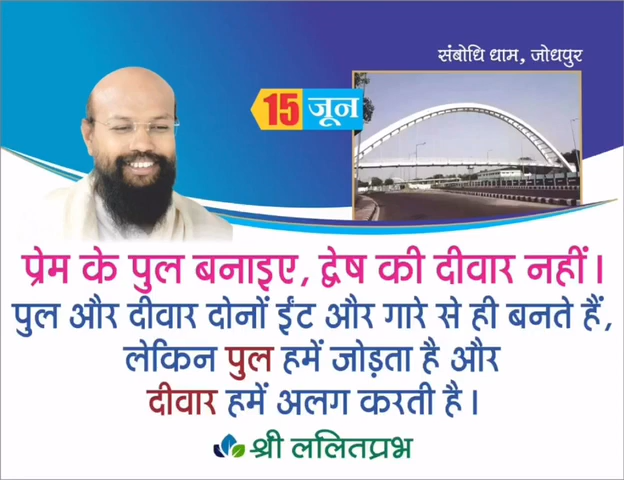 संबोधि धाम, जोधपुर
15 जून
प्रेम के पुल बनाइए, द्वेष की दीवार नहीं।
पुल और दीवार दोनों ईंट और गारे से ही बनते हैं,
लेकिन पुल हमें जोड़ता है और
दीवार हमें अलग करती है।
श्री ललितप्रभ